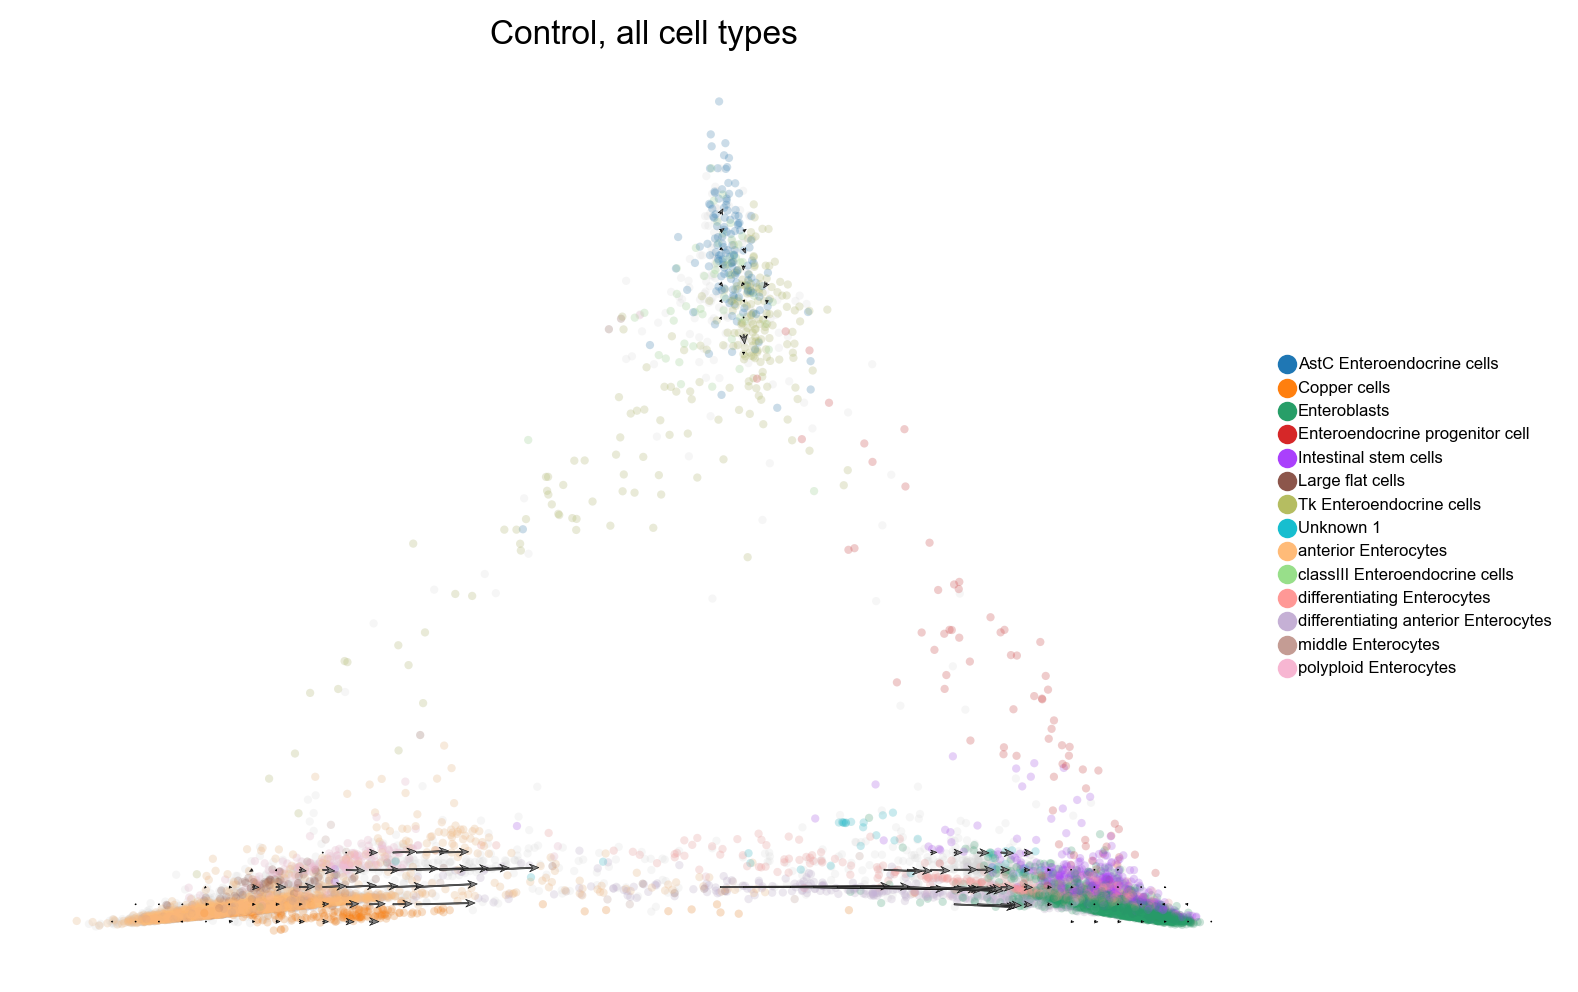 Control, all cell types
AstC Enteroendocrine cells
Copper cells
Enteroblasts
Enteroendocrine progenitor cell
Intestinal stem cells
Large flat cells
Tk Enteroendocrine cells
Unknown 1
anterior Enterocytes
classIII Enteroendocrine cells
differentiating Enterocytes
differentiating anterior Enterocytes
middle Enterocytes
polyploid Enterocytes